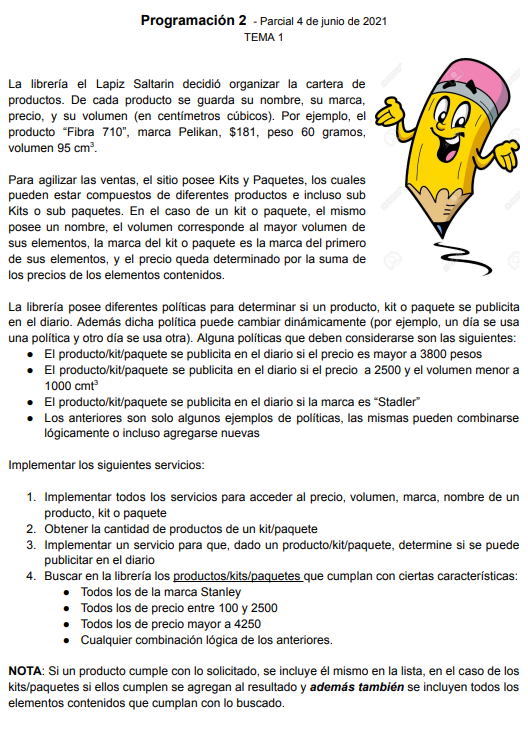 Programación 2 - Parcial 4 de junio de 2021
TEMA 1
La librería el Lapiz Saltarin decidió organizar la cartera de
productos. De cada producto se guarda su nombre, su marca,
precio, y su volumen (en centímetros cúbicos). Por ejemplo, el
producto “Fibra 710”, marca Pelikan, $181, peso 60 gramos,
volumen 95 cm³.
Para agilizar las ventas, el sitio posee Kits y Paquetes, los cuales
pueden estar compuestos de diferentes productos e incluso sub
Kits o sub paquetes. En el caso de un kit o paquete, el mismo
posee un nombre, el volumen corresponde al mayor volumen de
sus elementos, la marca del kit o paquete es la marca del primero
de sus elementos, y el precio queda determinado por la suma de
los precios de los elementos contenidos.
La librería posee diferentes políticas para determinar si un producto, kit o paquete se publicita
en el diario. Además dicha política puede cambiar dinámicamente (por ejemplo, un día se usa
una política y otro día se usa otra). Alguna políticas que deben considerarse son las siguientes:
● El producto/kit/paquete se publicita en el diario si el precio es mayor a 3800 pesos
● El producto/kit/paquete se publicita en el diario si el precio a 2500 y el volumen menor a
1000 cmt³
● El producto/kit/paquete se publicita en el diario si la marca es “Stadler”
● Los anteriores son solo algunos ejemplos de políticas, las mismas pueden combinarse
lógicamente o incluso agregarse nuevas
Implementar los siguientes servicios:
1. Implementar todos los servicios para acceder al precio, volumen, marca, nombre de un
producto, kit o paquete
2. Obtener la cantidad de productos de un kit/paquete
3. Implementar un servicio para que, dado un producto/kit/paquete, determine si se puede
publicitar en el diario
4. Buscar en la librería los productos/kits/paquetes que cumplan con ciertas características:
● Todos los de la marca Stanley
● Todos los de precio entre 100 y 2500
● Todos los de precio mayor a 4250
● Cualquier combinación lógica de los anteriores.
NOTA: Si un producto cumple con lo solicitado, se incluye él mismo en la lista, en el caso de los
kits/paquetes si ellos cumplen se agregan al resultado y además también se incluyen todos los
elementos contenidos que cumplan con lo buscado.